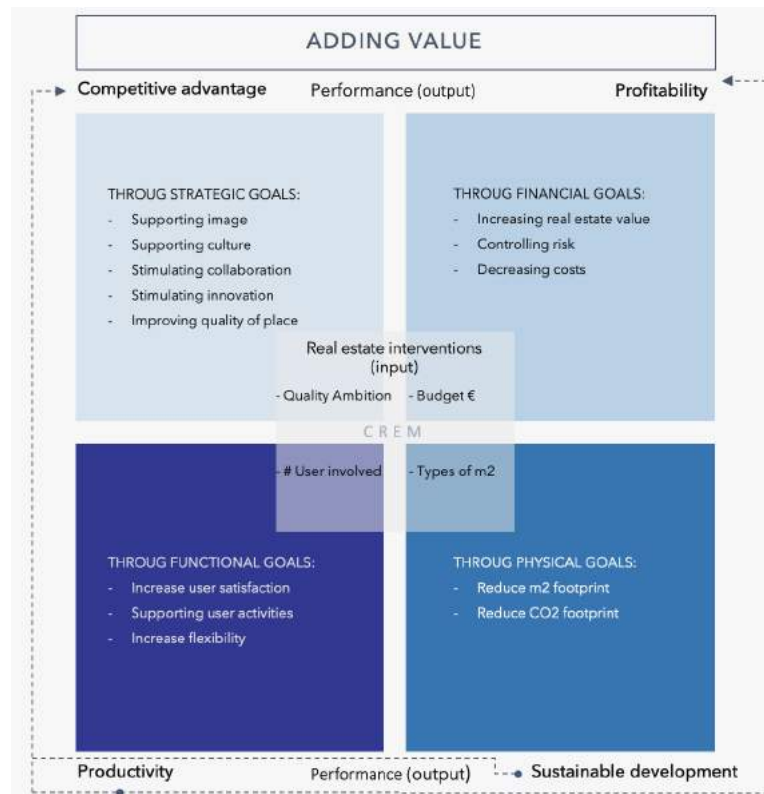 ADDING VALUE
Competitive advantage
Performance (output)
Profitability
THROUG STRATEGIC GOALS:
- Supporting image
- Supporting culture
- Stimulating collaboration
- Stimulating innovation
- Improving quality of place
THROUG FINANCIAL GOALS:
- Increasing real estate value
- Controlling risk
- Decreasing costs
Real estate interventions
(input)
- Quality Ambition
- Budget €
CREM
- # User involved
- Types of m2
THROUG FUNCTIONAL GOALS:
- Increase user satisfaction
- Supporting user activities
- Increase flexibility
THROUG PHYSICAL GOALS:
- Reduce m2 footprint
- Reduce CO2 footprint
Productivity
Performance (output)
Sustainable development